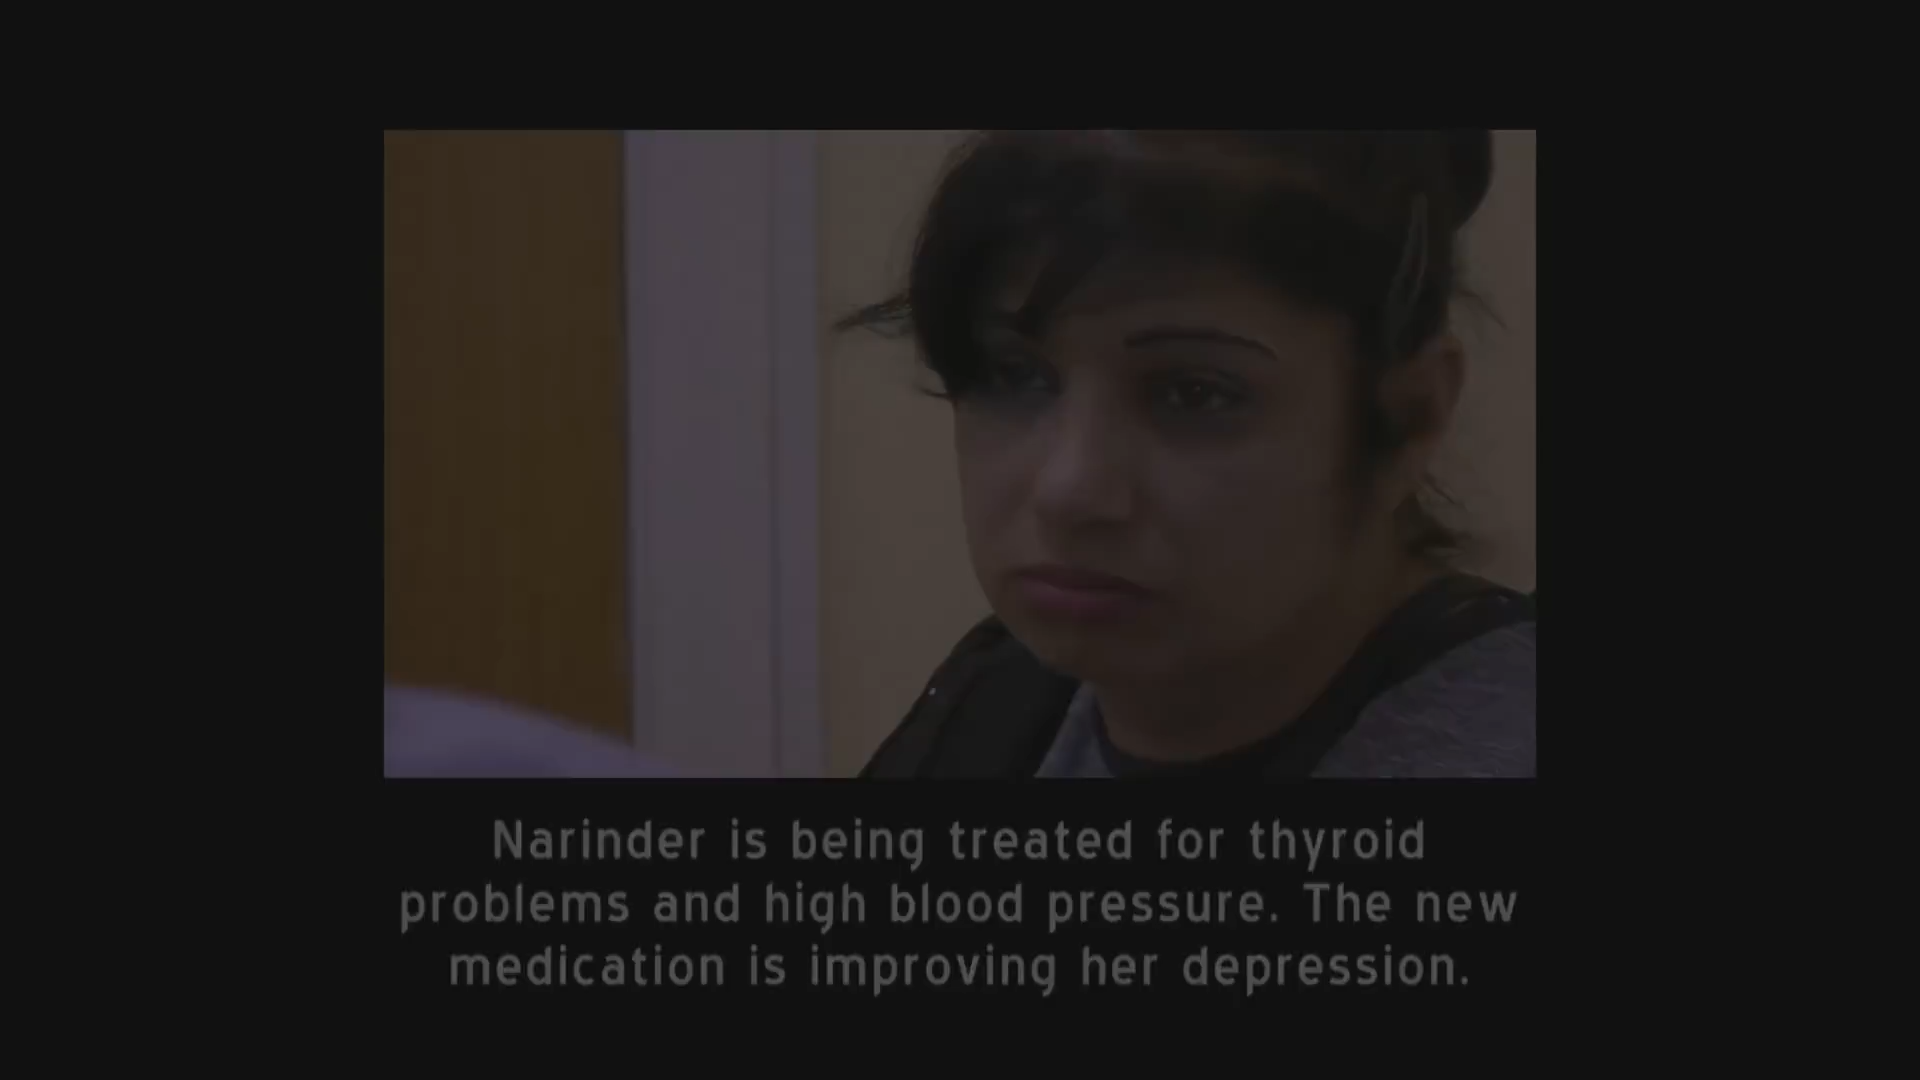 Narinder is being treated for thyroid
problems and high blood pressure. The new
medication is improving her depression.